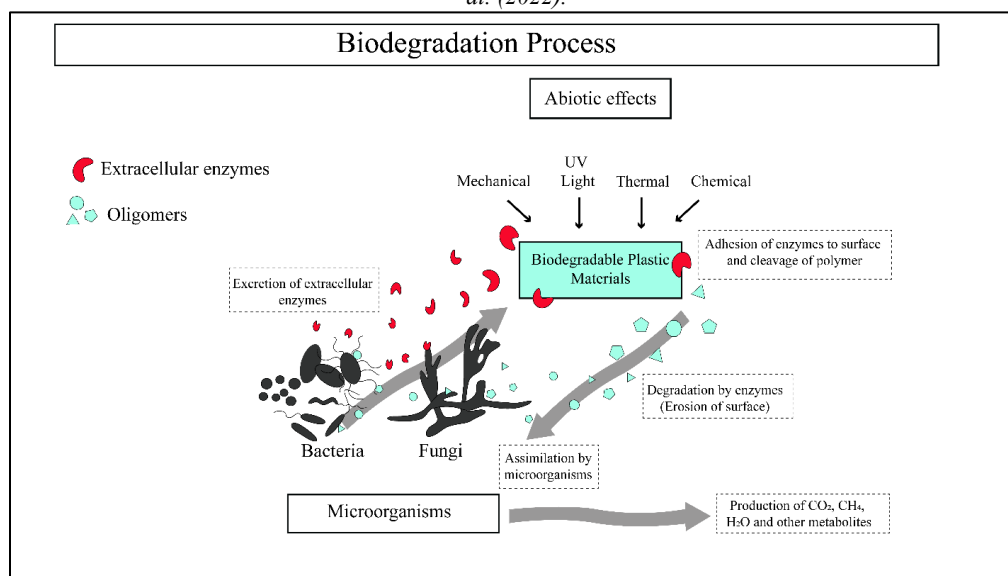 al. (2022).
Biodegradation Process
Abiotic effects
Extracellular enzymes
Oligomers
Mechanical
UV
Light
Thermal
Chemical
Biodegradable Plastic
Materials
Adhesion of enzymes to surface
and cleavage of polymer
Excretion of extracellular
enzymes
Degradation by enzymes
(Erosion of surface)
Bacteria
Fungi
Assimilation by
microorganisms
Microorganisms
Production of CO₂, CH₄,
H₂O and other metabolites